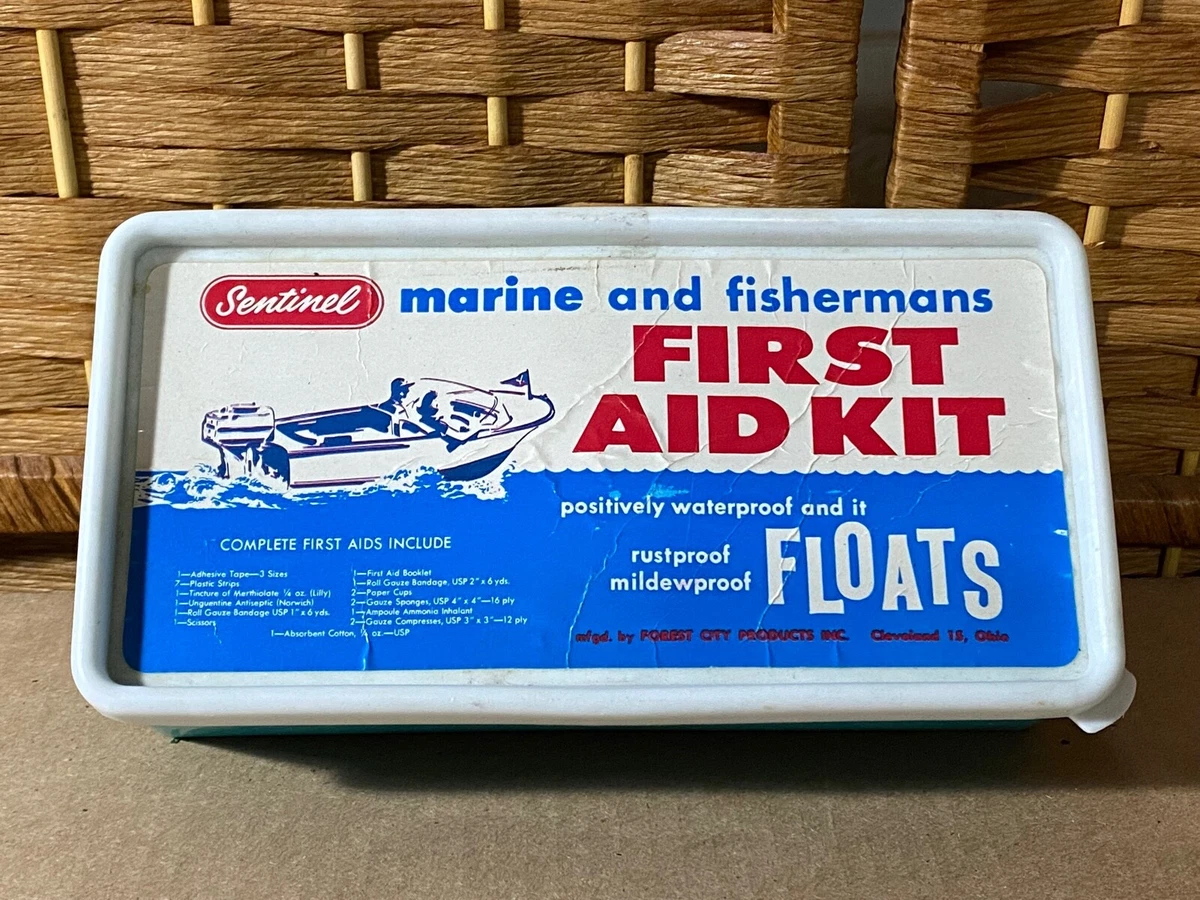 Sentinel
marine and fishermans
FIRST
AID KIT
positively waterproof and it
rustproof
mildewproof
FLOATS
COMPLETE FIRST AIDS INCLUDE
1—Adhesive Tape—3 Sizes
7—Plastic Strips
1—Tincture of Merthiolate ¼ oz. (Lilly)
1—Unguentine Antiseptic (Norwich)
1—Roll Gauze Bandage USP 1" x 6 yds.
1—Scissors
1—First Aid Booklet
1—Roll Gauze Bandage, USP 2" x 6 yds.
2—Paper Cups
2—Gauze Sponges, USP 4" x 4"—16 ply
1—Ampoule Ammonia Inhalant
2—Gauze Compresses, USP 3" x 3"—12 ply
1—Absorbent Cotton, oz.—USP
mfgd. by FOREST CITY PRODUCTS INC. Cleveland 15, Ohio